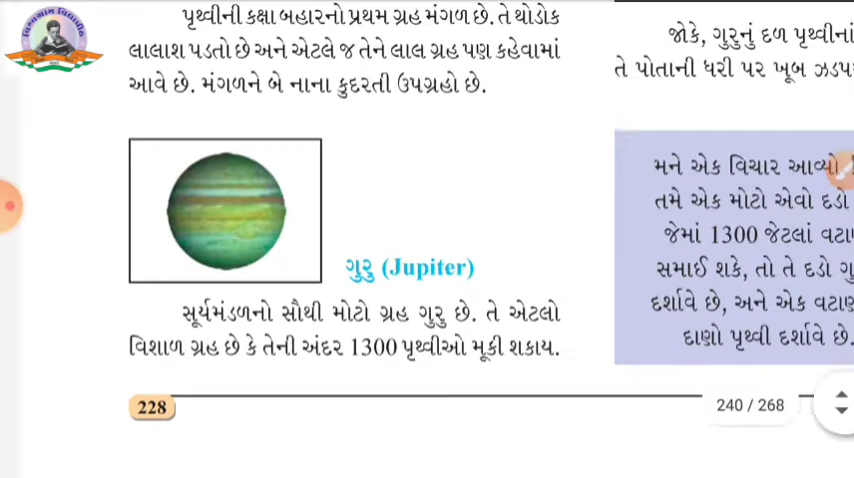 પૃથ્વીની કક્ષા બહારનો પ્રથમ ગ્રહ મંગળ છે. તે થોડોક
લાલાશ પડતો છે અને એટલે જ તેને લાલ ગ્રહ પણ કહેવામાં
આવે છે. મંગળને બે નાના કુદરતી ઉપગ્રહો છે.
ગુરુ (Jupiter)
સૂર્યમંડળનો સૌથી મોટો ગ્રહ ગુરુ છે. તે એટલો
વિશાળ ગ્રહ છે કે તેની અંદર 1300 પૃથ્વીઓ મૂકી શકાય.
228
જોકે, ગુરુનું દળ પૃથ્વીનાં
તે પોતાની ધરી પર ખૂબ
મને એક વિચાર આવ્યો
તમે એક મોટો એવો દડો
જેમાં 1300 જેટલાં
સમાઈ શકે, તો તે દડો
દર્શાવે છે, અને એક
દાણો પૃથ્વી દર્શાવે છે.
240 / 268